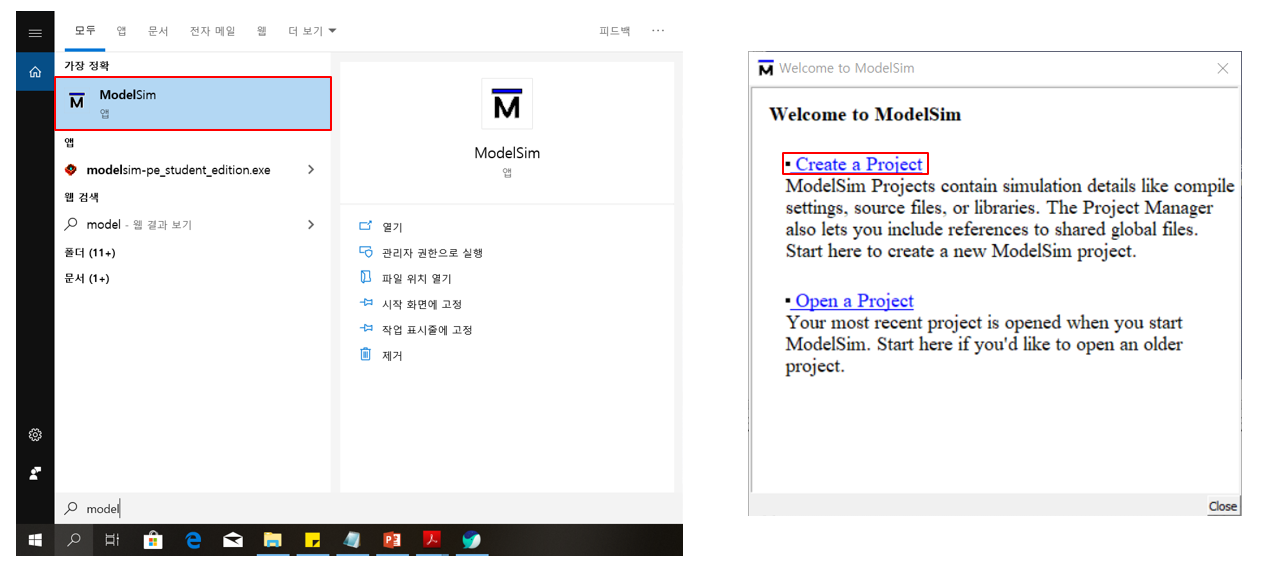 모두 앱 문서 전자 메일 웹 더 보기 피드백 ...
가장 정확
ModelSim
앱
앱
modelsim-pe_student_edition.exe
웹 검색
model - 웹 결과 보기
폴더 (11+)
문서 (1+)
model
M
ModelSim
앱
열기
관리자 권한으로 실행
파일 위치 열기
시작 화면에 고정
작업 표시줄에 고정
제거
Welcome to ModelSim
Welcome to ModelSim
Create a Project
ModelSim Projects contain simulation details like compile
settings, source files, or libraries. The Project Manager
also lets you include references to shared global files.
Start here to create a new ModelSim project.
Open a Project
Your most recent project is opened when you start
ModelSim. Start here if you'd like to open an older
project.
Close